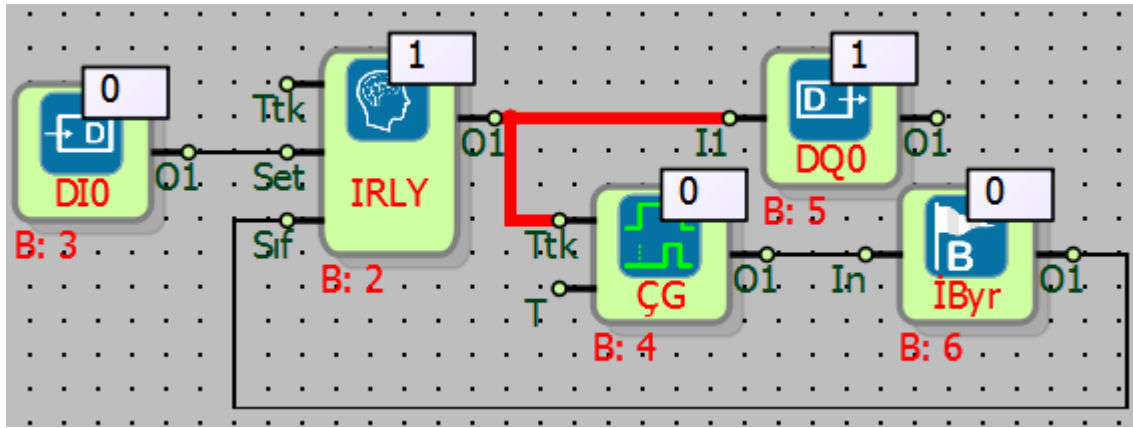 0
D
O1
DI0
B: 3
1
Ttk
Set
Sıf
O1
IRLY
B: 2
1
D
I1
O1
DQ0
B: 5
0
Ttk
T
O1
ÇG
B: 4
0
B
In
O1
İByr
B: 6